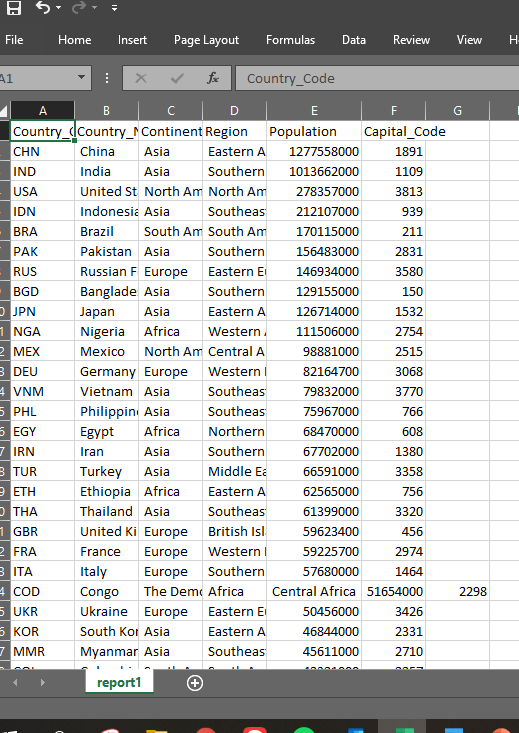 File Home Insert Page Layout Formulas Data Review View H
A1 fx Country_Code
A B C D E F G
Country_C Country_N Continent Region Population Capital_Code
CHN China Asia Eastern A 1277558000 1891
IND India Asia Southern 1013662000 1109
USA United St North Am North Am 278357000 3813
IDN Indonesia Asia Southeas 212107000 939
BRA Brazil South Am South Am 170115000 211
PAK Pakistan Asia Southern 156483000 2831
RUS Russian F Europe Eastern E 146934000 3580
BGD Banglade Asia Southern 129155000 150
JPN Japan Asia Eastern A 126714000 1532
NGA Nigeria Africa Western 111506000 2754
MEX Mexico North Am Central A 98881000 2515
DEU Germany Europe Western 82164700 3068
VNM Vietnam Asia Southeas 79832000 3770
PHL Philippin Asia Southeas 75967000 766
EGY Egypt Africa Northern 68470000 608
IRN Iran Asia Southern 67702000 1380
TUR Turkey Asia Middle Ea 66591000 3358
ETH Ethiopia Africa Eastern A 62565000 756
THA Thailand Asia Southeas 61399000 3320
GBR United Ki Europe British Isl 59623400 456
FRA France Europe Western 59225700 2974
ITA Italy Europe Southern 57680000 1464
COD Congo The Dem Africa Central Africa 51654000 2298
UKR Ukraine Europe Eastern E 50456000 3426
KOR South Kor Asia Eastern A 46844000 2331
MMR Myanmar Asia Southeas 45611000 2710
report1